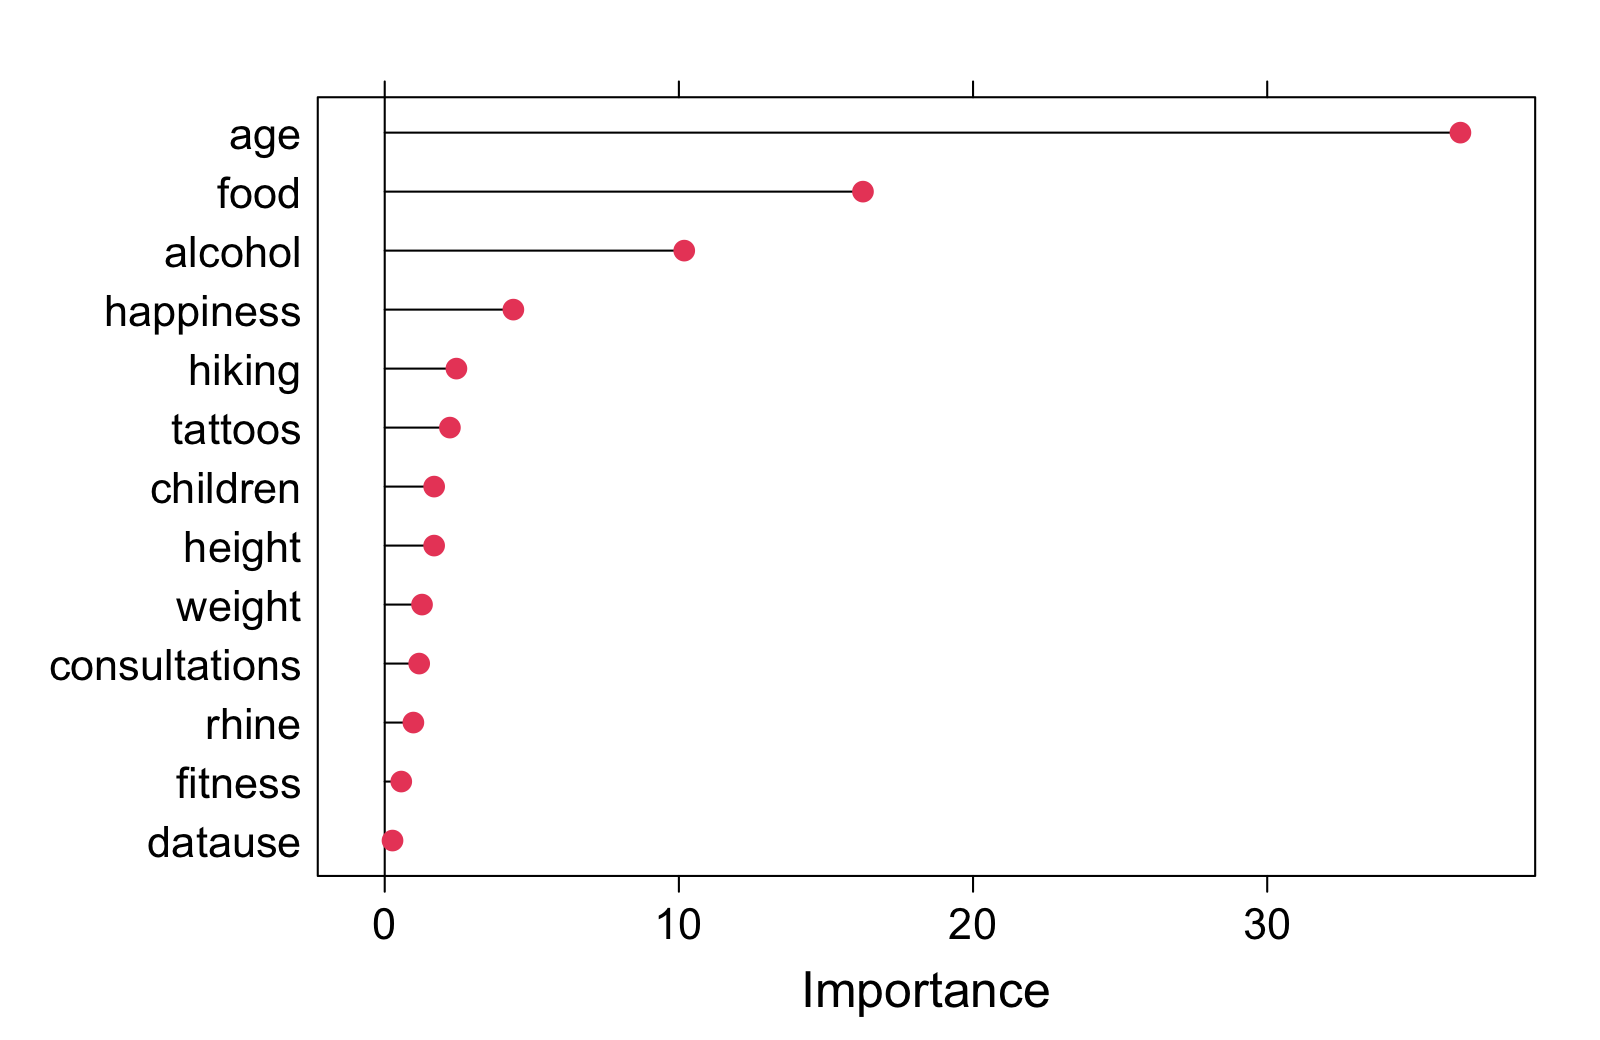 age
food
alcohol
happiness
hiking
tattoos
children
height
weight
consultations
rhine
fitness
datause
0 10 20 30
Importance